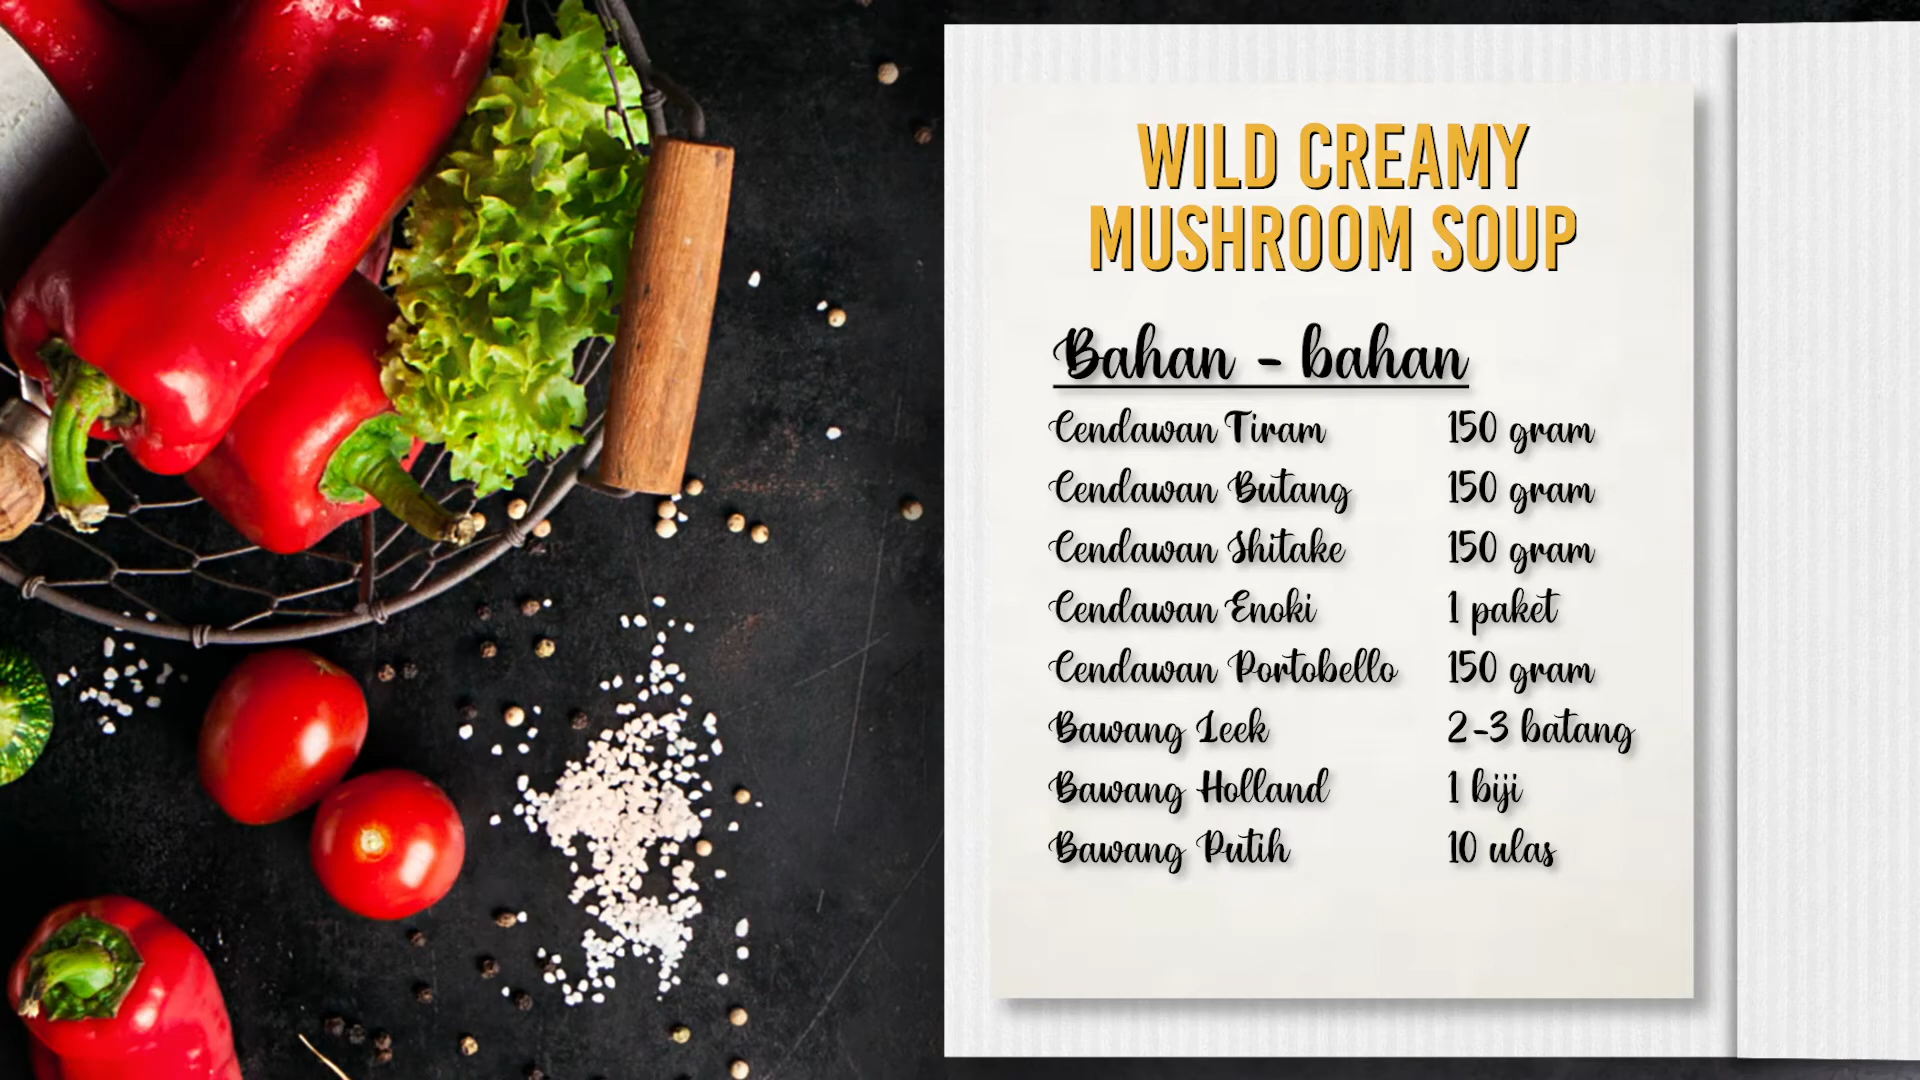 WILD CREAMY
MUSHROOM SOUP
Bahan - bahan
Cendawan Tiram 150 gram
Cendawan Butang 150 gram
Cendawan Shitake 150 gram
Cendawan Enoki 1 paket
Cendawan Portobello 150 gram
Bawang Leek 2-3 batang
Bawang Holland 1 biji
Bawang Putih 10 ulas